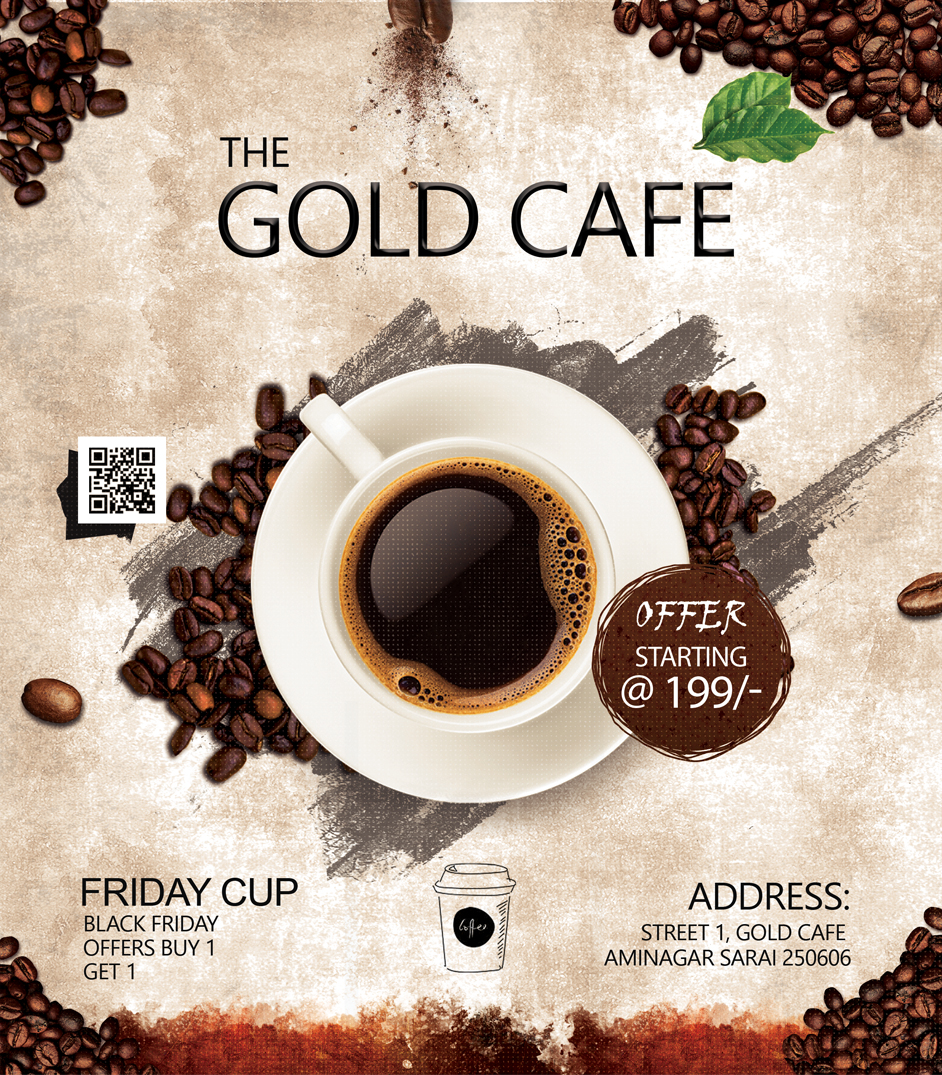 THE
GOLD CAFE
OFFER
STARTING
@ 199/-
FRIDAY CUP
BLACK FRIDAY
OFFERS BUY 1
GET 1
Coffee
ADDRESS:
STREET 1, GOLD CAFE
AMINAGAR SARAI 250606